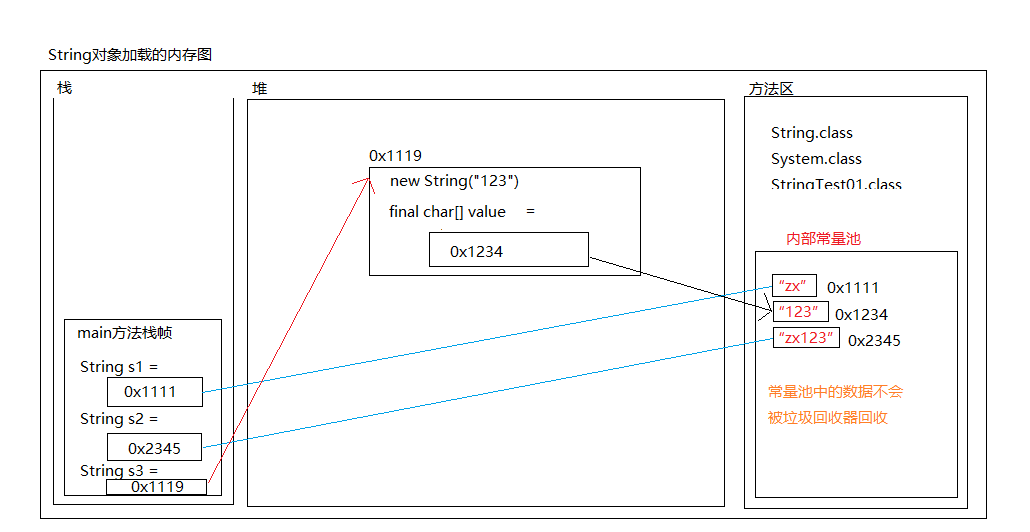 String对象加载的内存图
栈
堆
方法区
0x1119
new String("123")
final char[] value =
0x1234
String.class
System.class
StringTest01.class
内部常量池
“zx” 0x1111
“123” 0x1234
“zx123” 0x2345
常量池中的数据不会
被垃圾回收器回收
main方法栈帧
String s1 =
0x1111
String s2 =
0x2345
String s3 =
0x1119